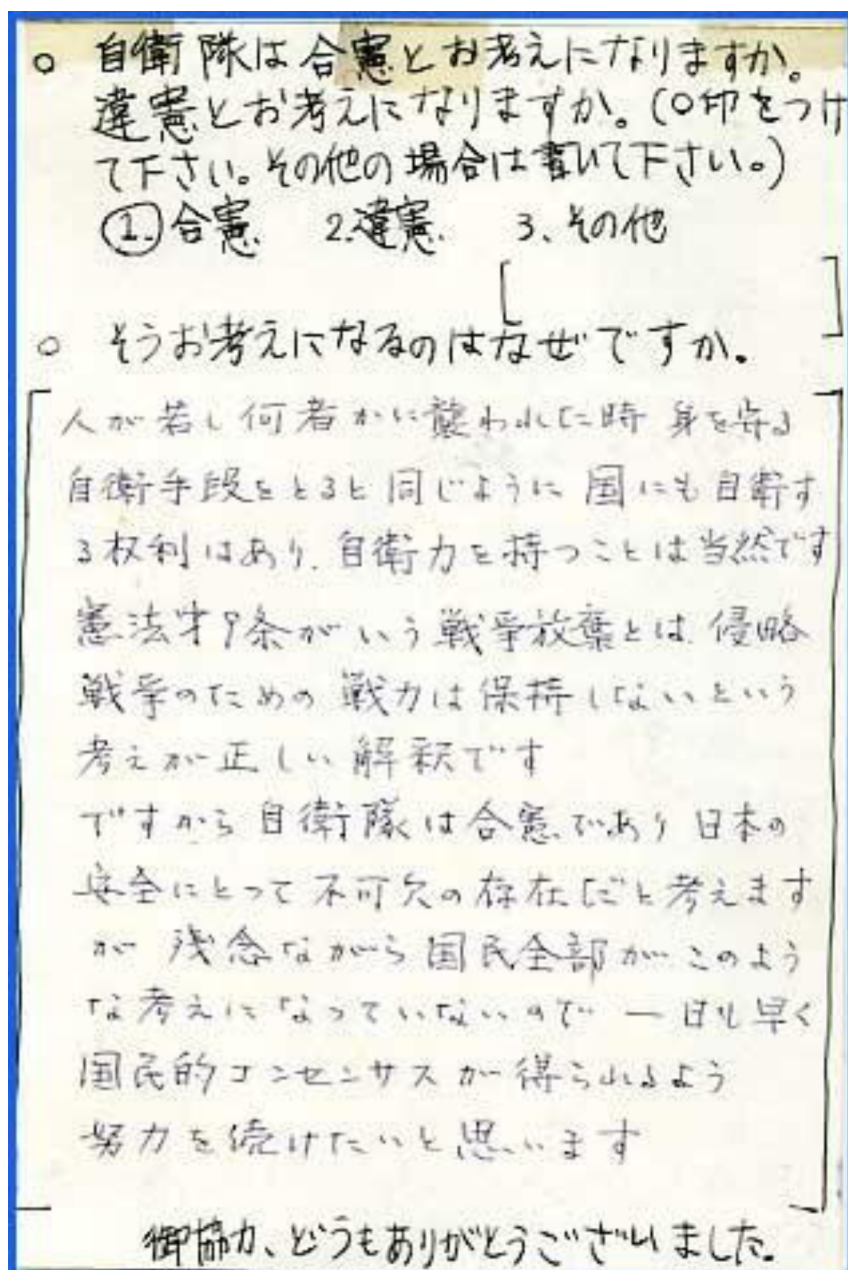 ○ 自衛隊は合憲とお考えになりますか。
違憲とお考えになりますか。(○印をつけ
て下さい。その他の場合は書いて下さい。)
①.合憲. 2.違憲. 3、その他
[ ]
○ そうお考えになるのはなぜですか.
人が若し何者かに襲われた時 身を守る
自衛手段をとると同じように 国にも自衛す
る权利はあり、自衛力を持つことは当然です
憲法才9条がいう戦争放棄とは、侵略
戦争のための戦力は保持しないという
考えが正しい解釈です
ですから自衛隊は合憲であり 日本の
安全にとって不可欠の存在だと考えます
が 残念ながら国民全部がこのよう
な考えになっていないので 一日も早く
国民的コンセンサスが得られるよう
努力を続けたいと思います
御協力、どうもありがとうございました.